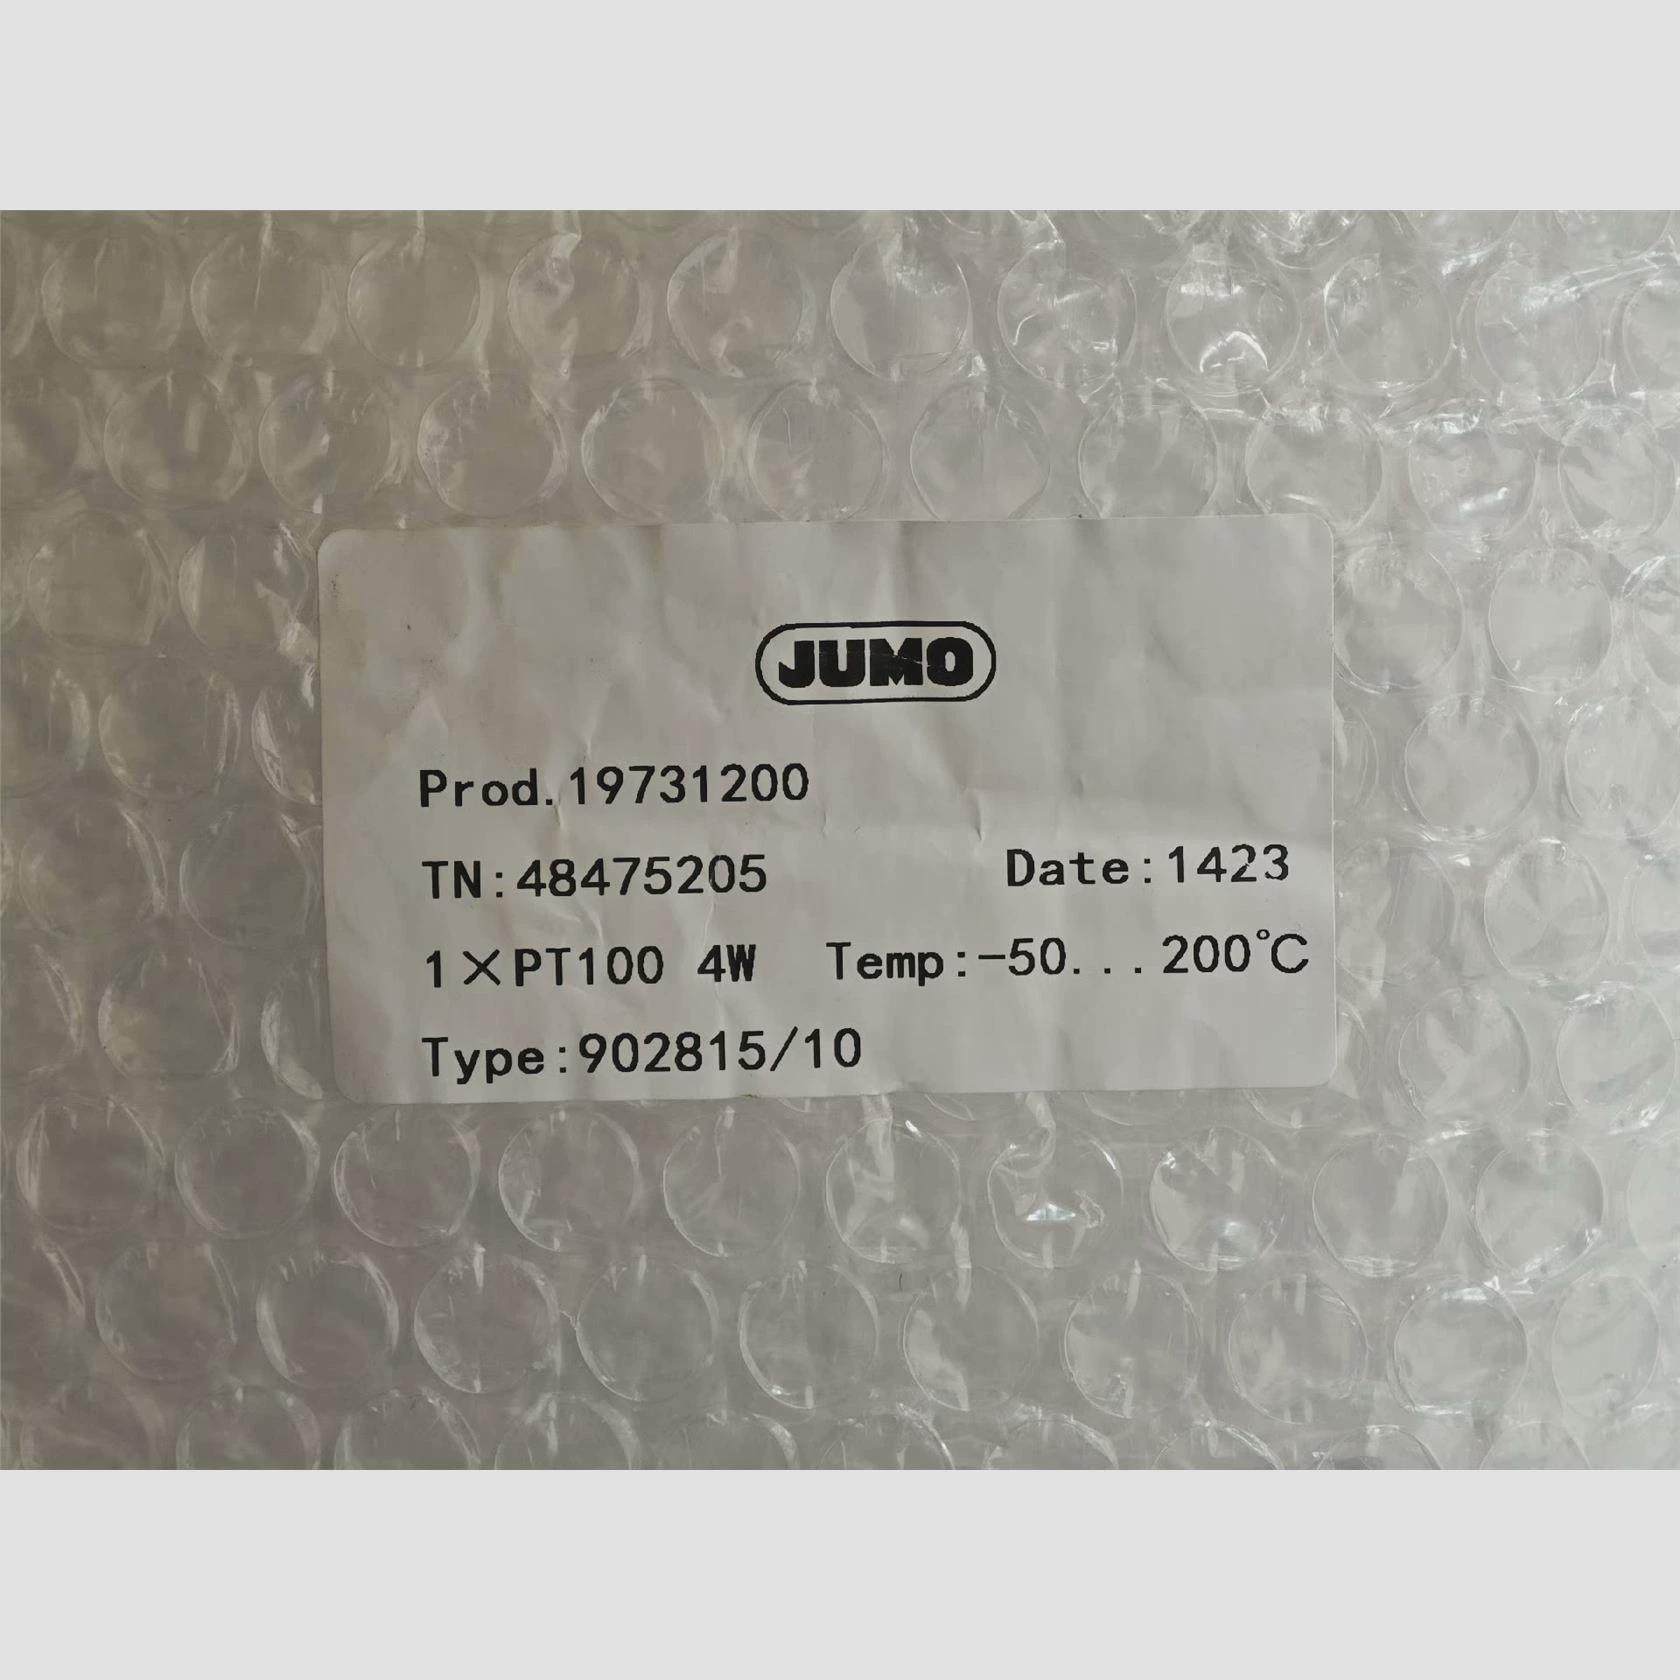 JUMO
Prod.19731200
TN:48475205 Date:1423
1×PT100 4W Temp:-50...200℃
Type:902815/10